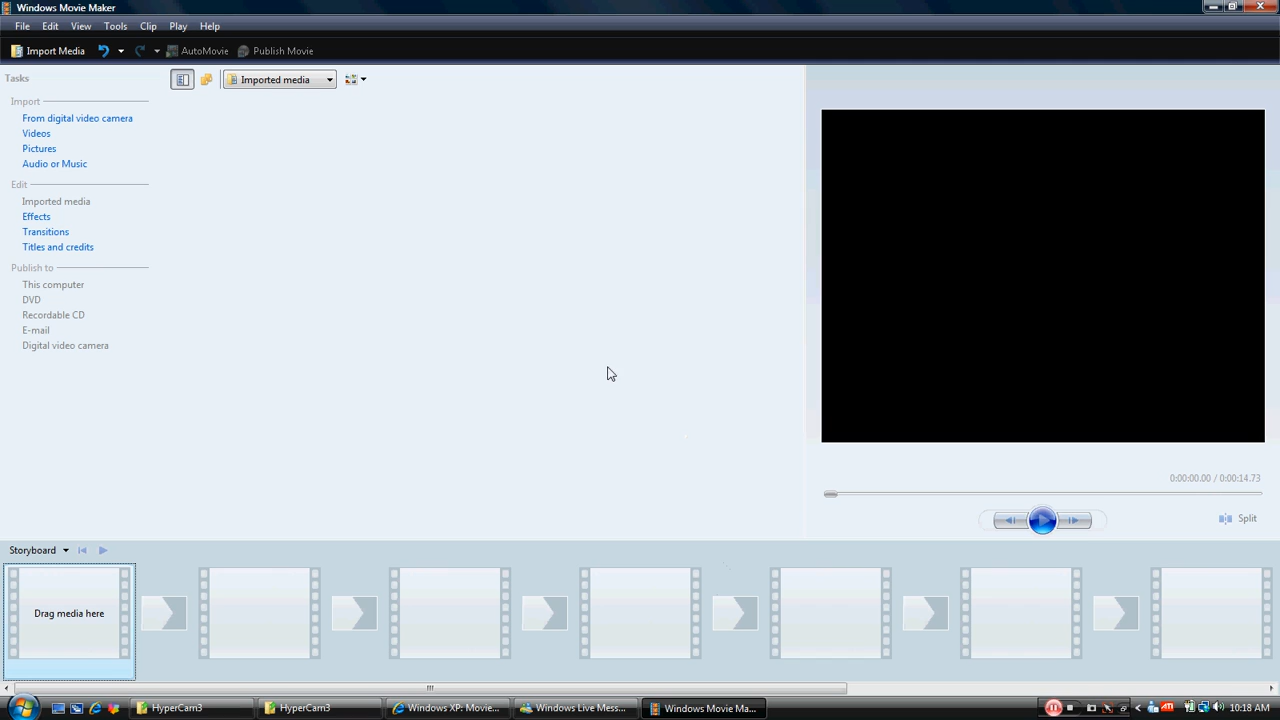 Windows Movie Maker
File Edit View Tools Clip Play Help
Import Media AutoMovie Publish Movie
Tasks
Imported media
Import
From digital video camera
Videos
Pictures
Audio or Music
Edit
Imported media
Effects
Transitions
Titles and credits
Publish to
This computer
DVD
Recordable CD
E-mail
Digital video camera
0:00:00.00 / 0:00:14.73
Split
Storyboard
Drag media here
HyperCam3 HyperCam3 Windows XP: Movie... Windows Live Mess... Windows Movie Ma... ATI 10:18 AM